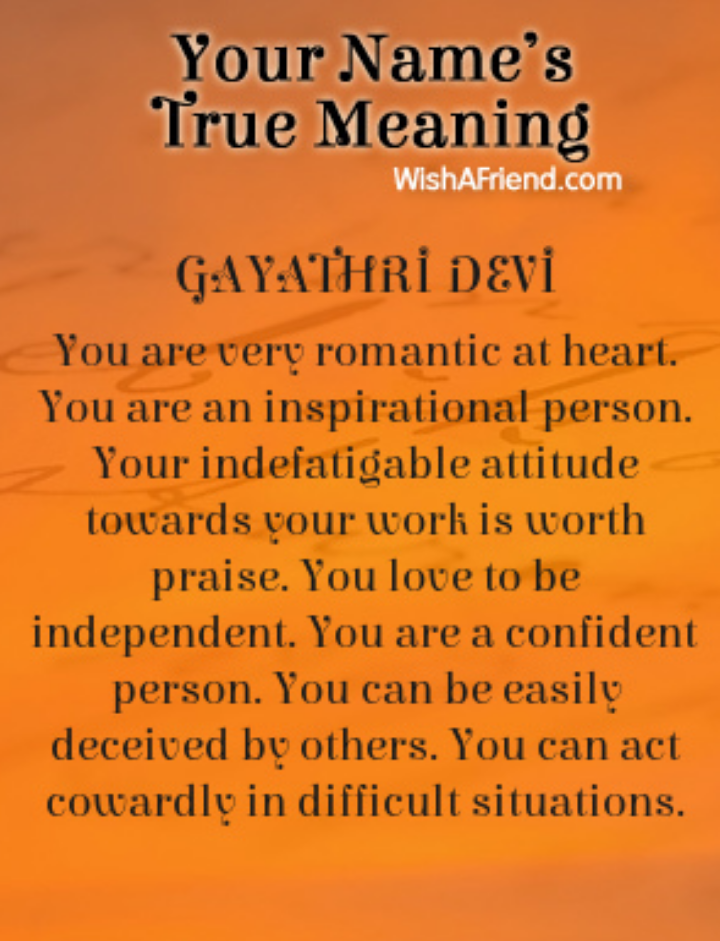 Your Name's
True Meaning
WishAFriend.com
GAYATHRİ DEVİ
You are very romantic at heart.
You are an inspirational person.
Your indefatigable attitude
towards your work is worth
praise. You love to be
independent. You are a confident
person. You can be easily
deceived by others. You can act
cowardly in difficult situations.